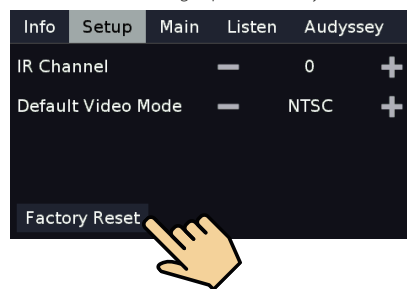 Info Setup Main Listen Audyssey
IR Channel 0
Default Video Mode NTSC
Factory Reset